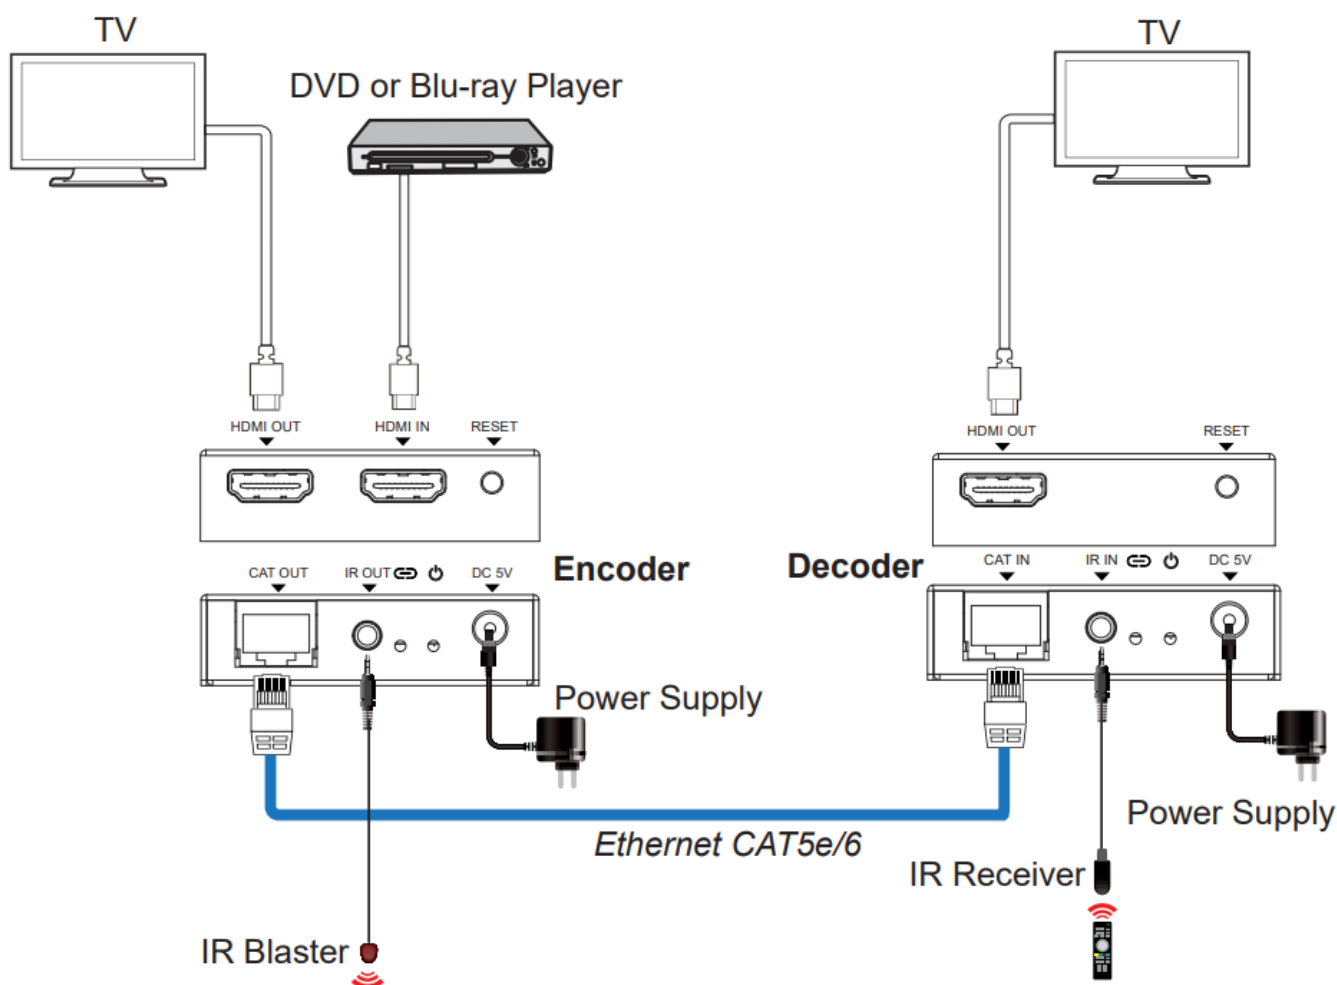 TV
TV
DVD or Blu-ray Player
HDMI OUT
HDMI IN
RESET
HDMI OUT
RESET
Encoder
Decoder
CAT OUT
IR OUT
DC 5V
CAT IN
IR IN
DC 5V
Power Supply
Power Supply
Ethernet CAT5e/6
IR Receiver
IR Blaster